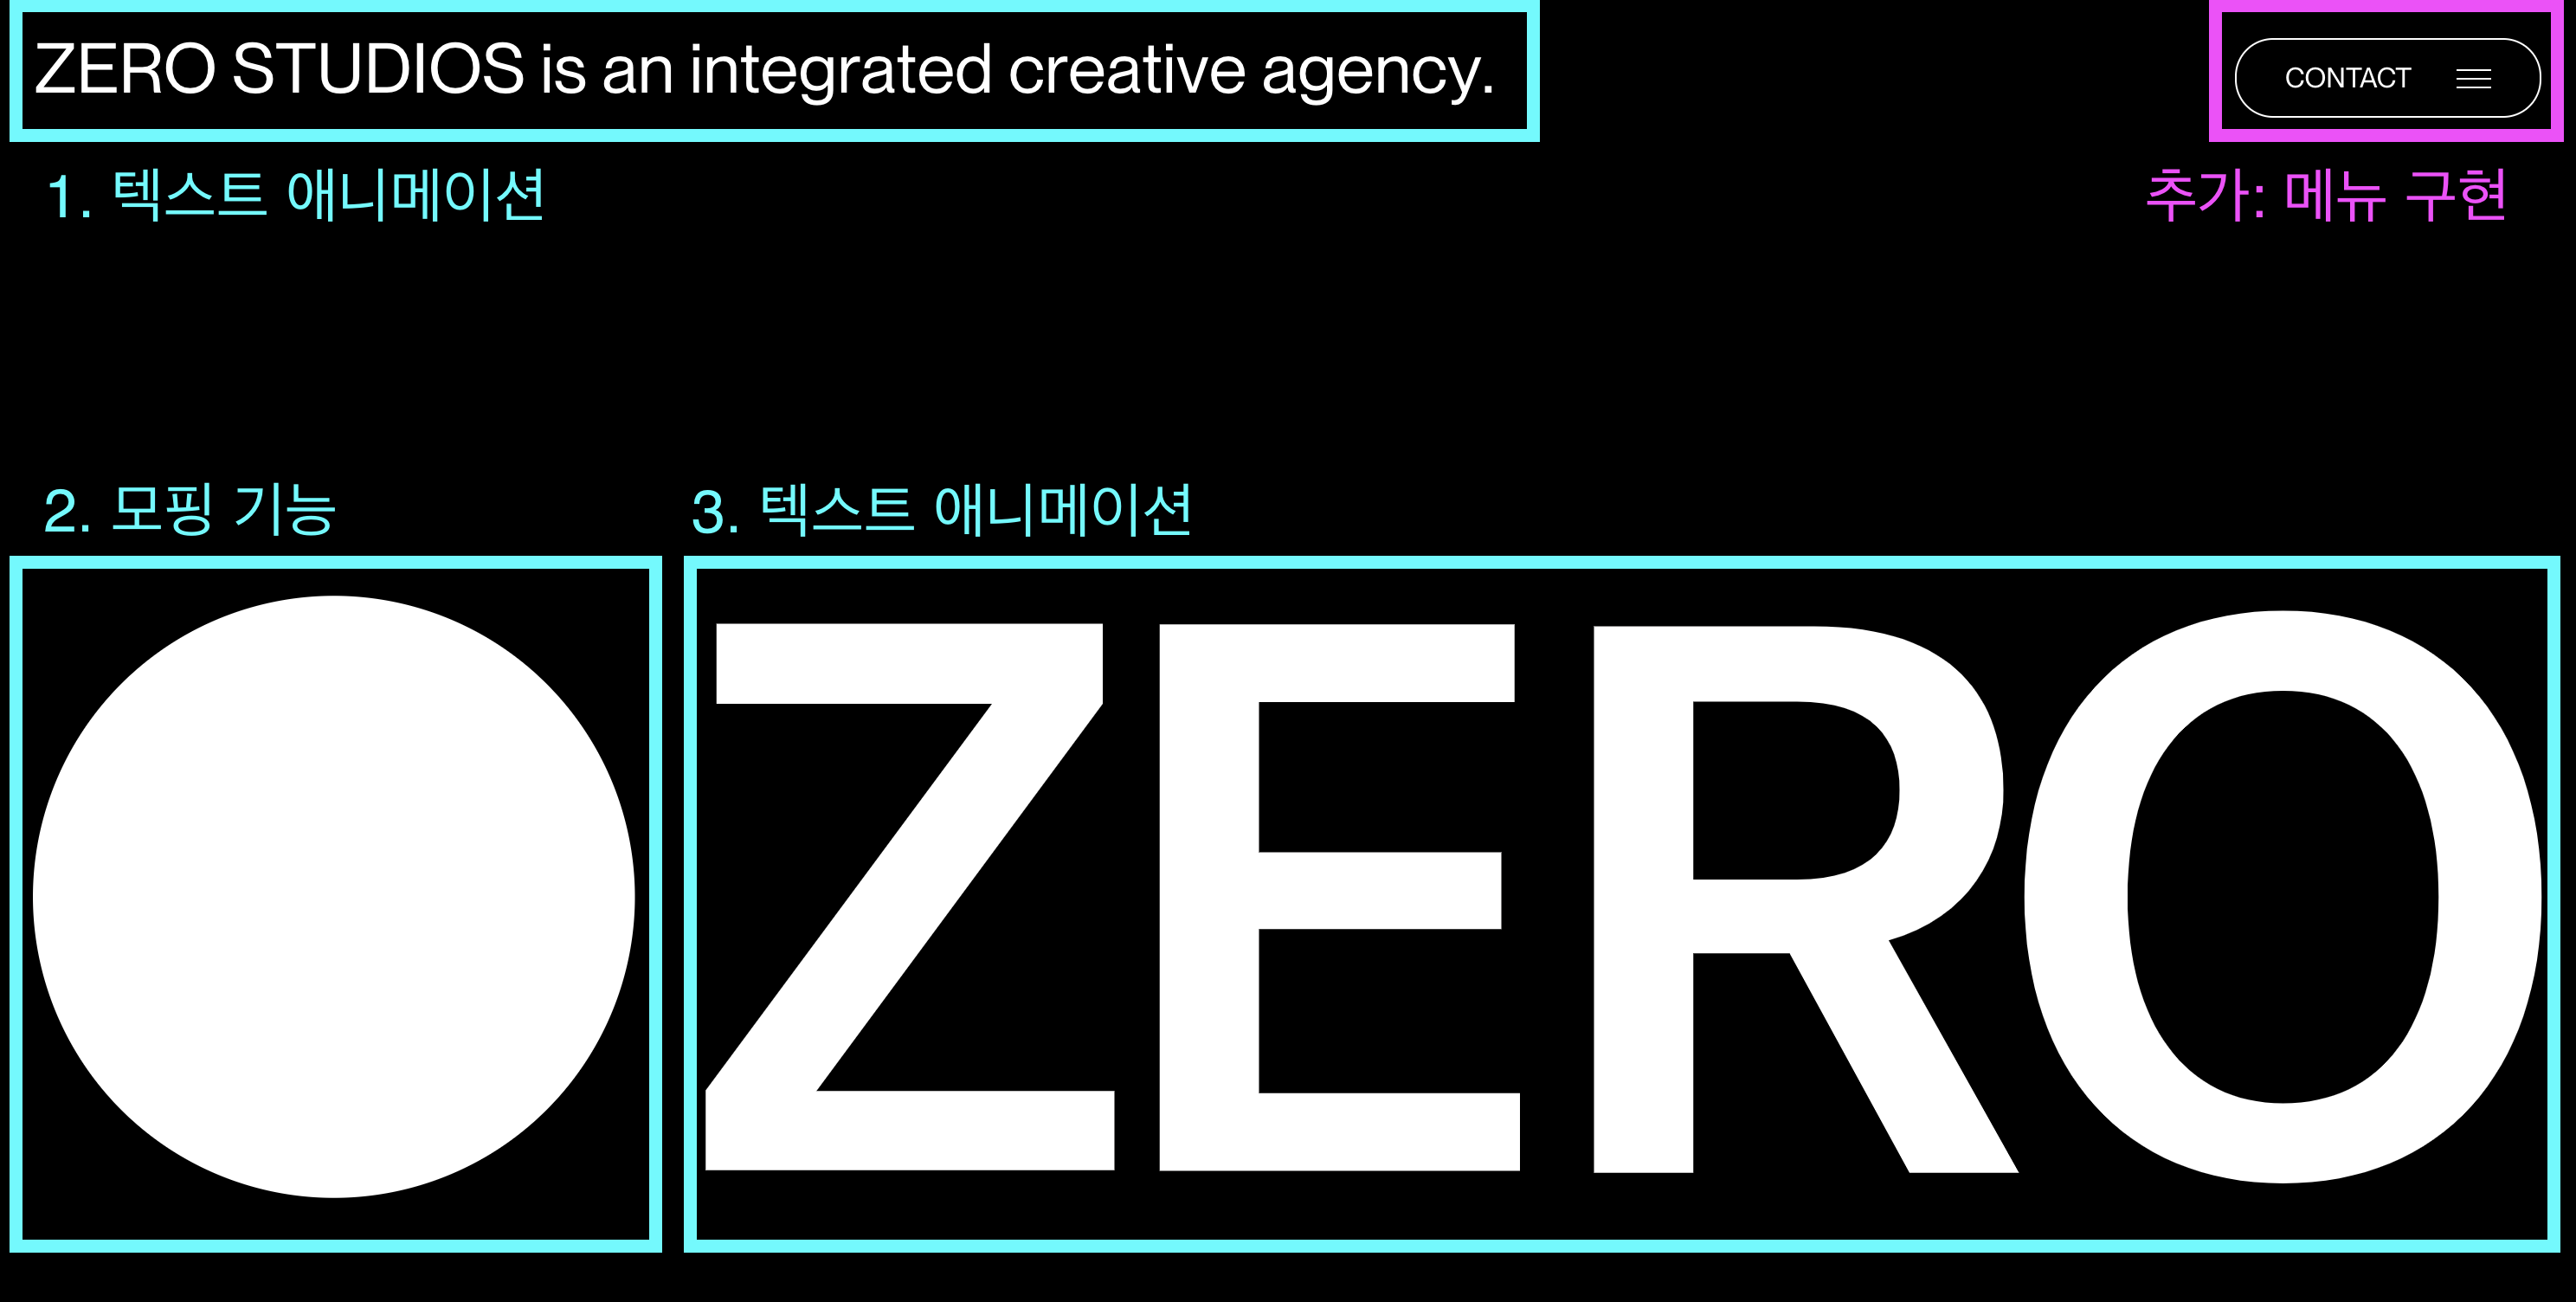 ZERO STUDIOS is an integrated creative agency.
CONTACT
1. 텍스트 애니메이션
추가: 메뉴 구현
2. 모핑 기능
3. 텍스트 애니메이션
ZERO